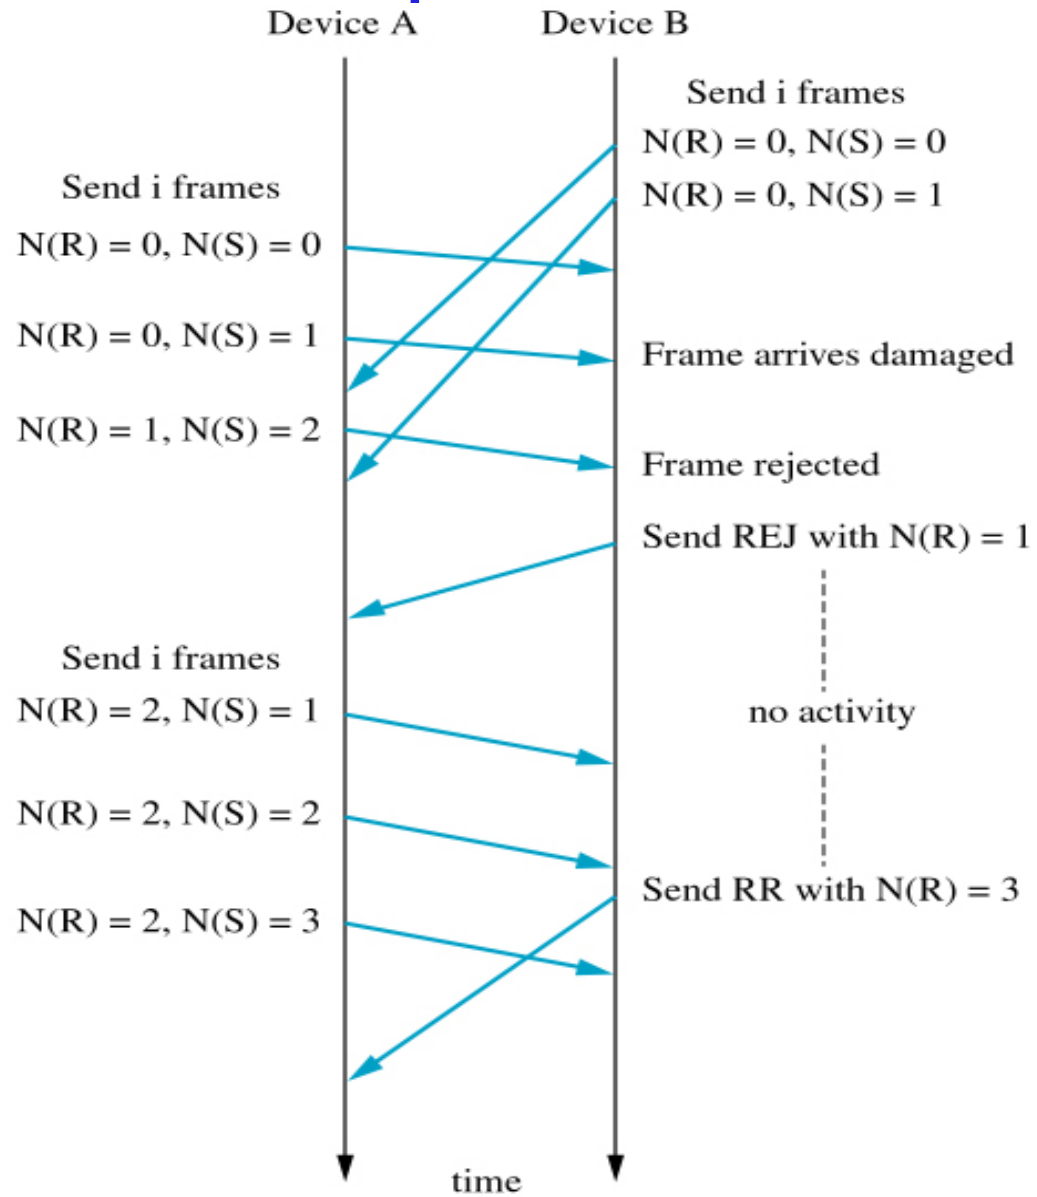 Device A
Device B
Send i frames
N(R) = 0, N(S) = 0
N(R) = 0, N(S) = 1
Send i frames
N(R) = 0, N(S) = 0
N(R) = 0, N(S) = 1
Frame arrives damaged
N(R) = 1, N(S) = 2
Frame rejected
Send REJ with N(R) = 1
Send i frames
N(R) = 2, N(S) = 1
no activity
N(R) = 2, N(S) = 2
Send RR with N(R) = 3
N(R) = 2, N(S) = 3
time